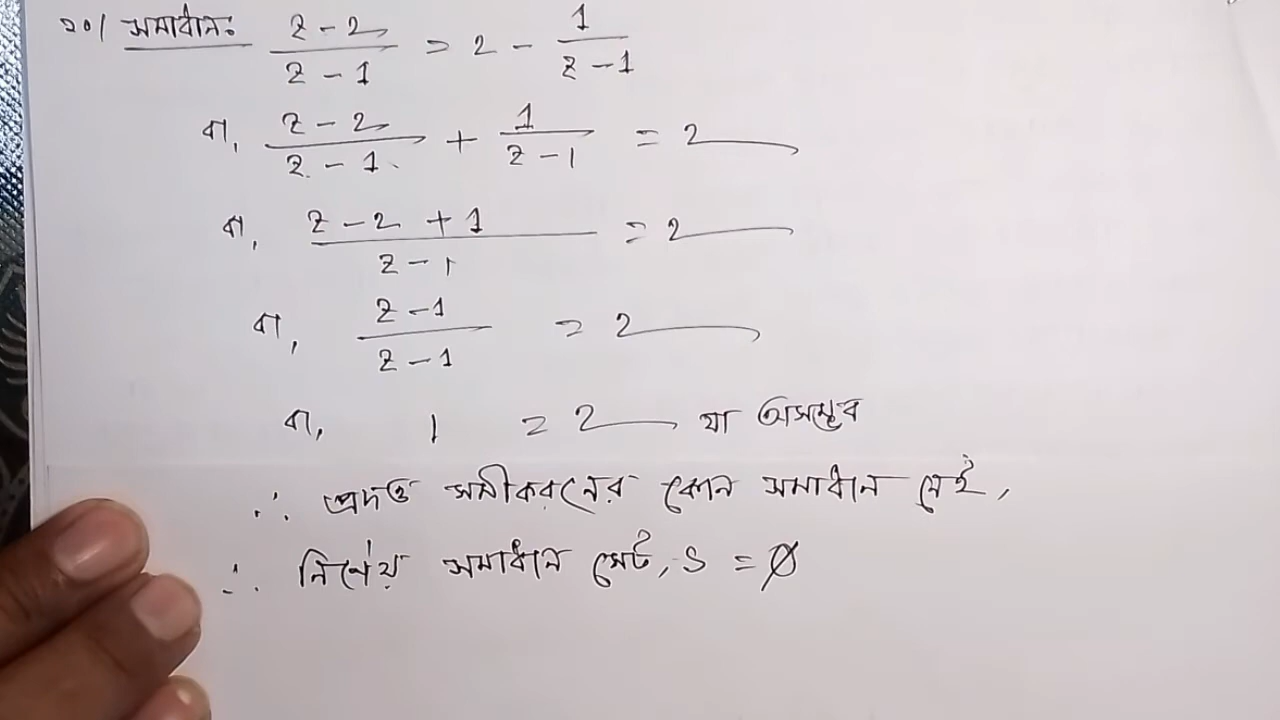 ২০। সমাধানঃ (z-2)/(z-1) = 2 - 1/(z-1)
বা, (z-2)/(z-1) + 1/(z-1) = 2
বা, (z-2+1)/(z-1) = 2
বা, (z-1)/(z-1) = 2
বা, 1 = 2 যা অসম্ভব
∴ প্রদত্ত সমীকরণের কোন সমাধান নেই,
∴ নির্ণেয় সমাধান সেট, S = ∅